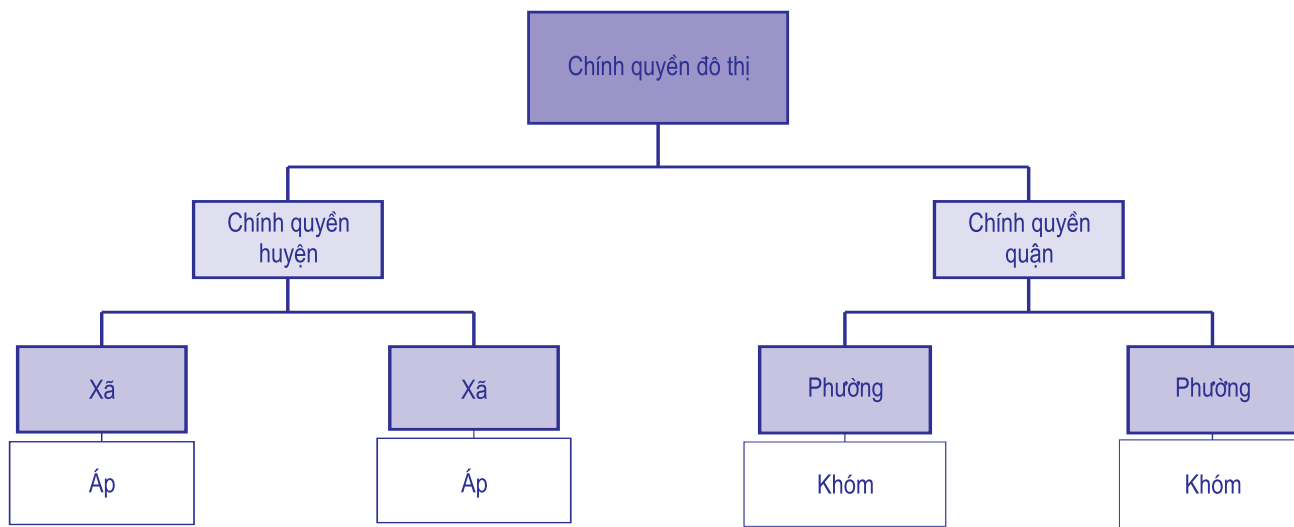 Chính quyền đô thị
Chính quyền
huyện
Chính quyền
quận
Xã
Xã
Phường
Phường
Áp
Áp
Khóm
Khóm